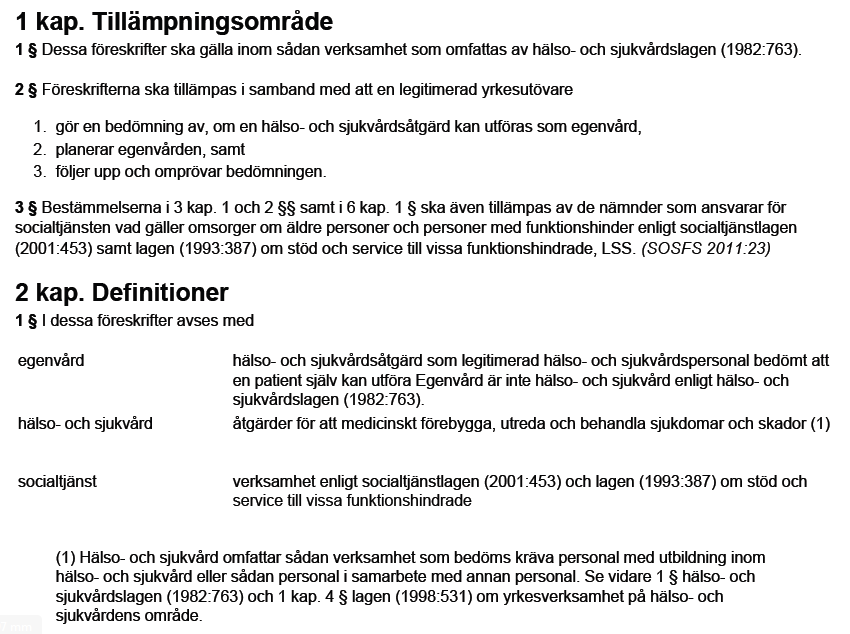 1 kap. Tillämpningsområde
1 § Dessa föreskrifter ska gälla inom sådan verksamhet som omfattas av hälso- och sjukvårdslagen (1982:763).
2 § Föreskrifterna ska tillämpas i samband med att en legitimerad yrkesutövare
1. gör en bedömning av, om en hälso- och sjukvårdsåtgärd kan utföras som egenvård,
2. planerar egenvården, samt
3. följer upp och omprövar bedömningen.
3 § Bestämmelserna i 3 kap. 1 och 2 §§ samt i 6 kap. 1 § ska även tillämpas av de nämnder som ansvarar för
socialtjänsten vad gäller omsorger om äldre personer och personer med funktionshinder enligt socialtjänstlagen
(2001:453) samt lagen (1993:387) om stöd och service till vissa funktionshindrade, LSS. (SOSFS 2011:23)
2 kap. Definitioner
1 § I dessa föreskrifter avses med
egenvård hälso- och sjukvårdsåtgärd som legitimerad hälso- och sjukvårdspersonal bedömt att
en patient själv kan utföra Egenvård är inte hälso- och sjukvård enligt hälso- och
sjukvårdslagen (1982:763).
hälso- och sjukvård åtgärder för att medicinskt förebygga, utreda och behandla sjukdomar och skador (1)
socialtjänst verksamhet enligt socialtjänstlagen (2001:453) och lagen (1993:387) om stöd och
service till vissa funktionshindrade
(1) Hälso- och sjukvård omfattar sådan verksamhet som bedöms kräva personal med utbildning inom
hälso- och sjukvård eller sådan personal i samarbete med annan personal. Se vidare 1 § hälso- och
sjukvårdslagen (1982:763) och 1 kap. 4 § lagen (1998:531) om yrkesverksamhet på hälso- och
sjukvårdens område.